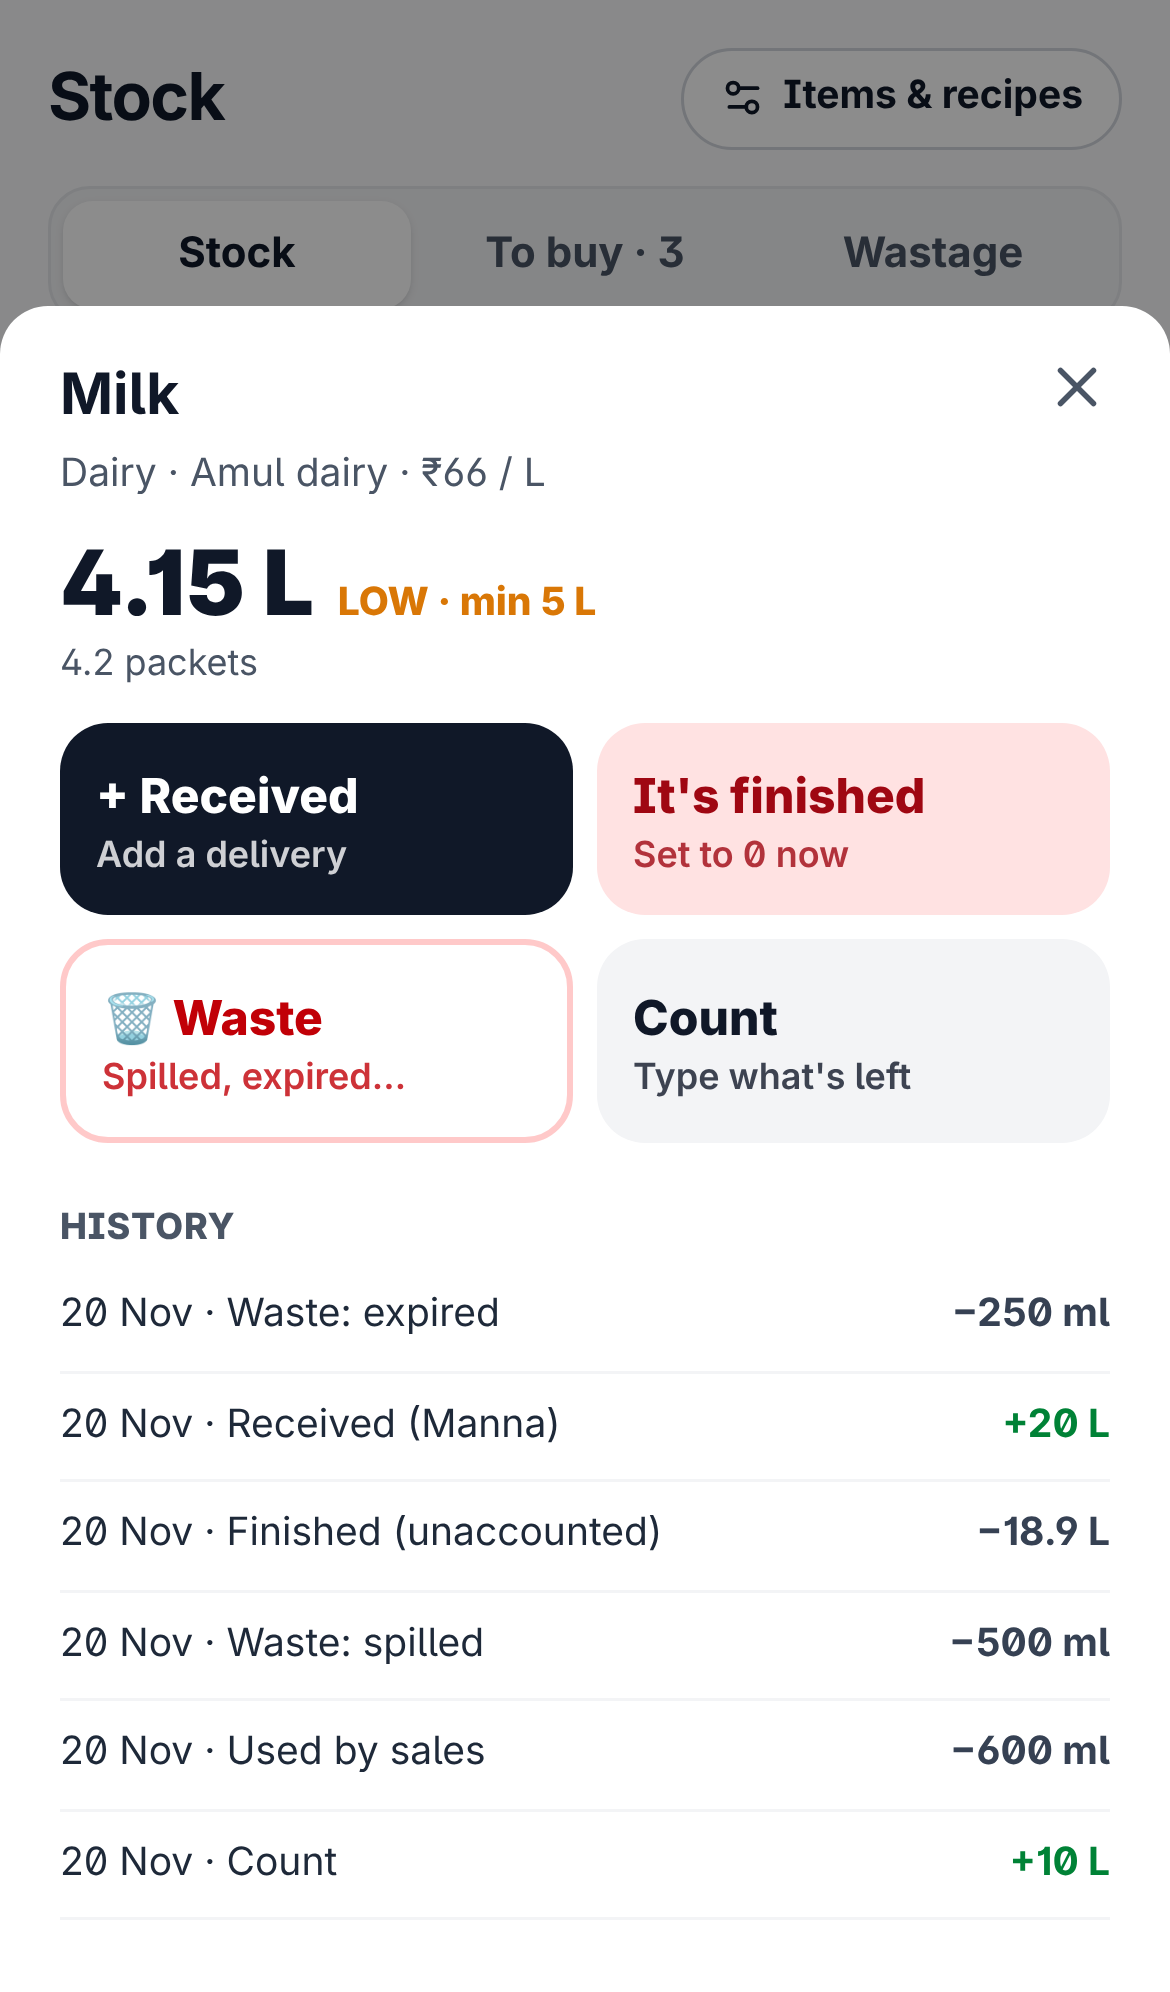 Stock
Items & recipes
Stock
To buy · 3
Wastage
Milk
Dairy · Amul dairy · ₹66 / L
4.15 L LOW · min 5 L
4.2 packets
+ Received
Add a delivery
It's finished
Set to 0 now
🗑️ Waste
Spilled, expired...
Count
Type what's left
HISTORY
20 Nov · Waste: expired −250 ml
20 Nov · Received (Manna) +20 L
20 Nov · Finished (unaccounted) −18.9 L
20 Nov · Waste: spilled −500 ml
20 Nov · Used by sales −600 ml
20 Nov · Count +10 L